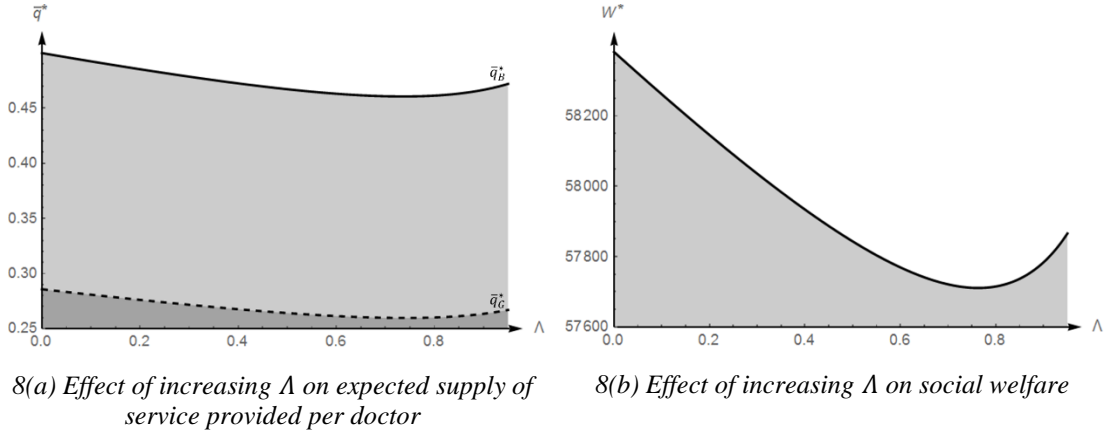 q̄*
0.45
0.40
0.35
0.30
0.25
0.0
0.2
0.4
0.6
0.8
Λ
q̄*B
q̄*G
8(a) Effect of increasing Λ on expected supply of
service provided per doctor
W*
58200
58000
57800
57600
0.0
0.2
0.4
0.6
0.8
Λ
8(b) Effect of increasing Λ on social welfare